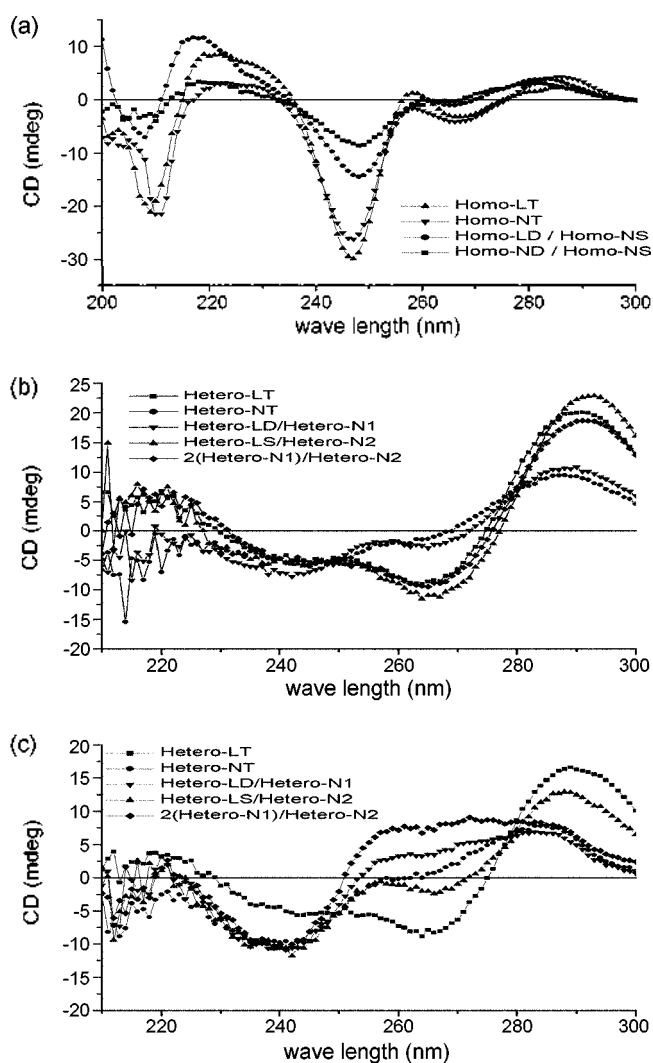 (a)
10
0
-10
-20
-30
CD (mdeg)
Homo-LT
Homo-NT
Homo-LD / Homo-NS
Homo-ND / Homo-NS
200 220 240 260 280 300
wave length (nm)
(b)
25
20
15
10
5
0
-5
-10
-15
-20
CD (mdeg)
Hetero-LT
Hetero-NT
Hetero-LD/Hetero-N1
Hetero-LS/Hetero-N2
2(Hetero-N1)/Hetero-N2
220 240 260 280 300
wave length (nm)
(c)
25
20
15
10
5
0
-5
-10
-15
-20
CD (mdeg)
Hetero-LT
Hetero-NT
Hetero-LD/Hetero-N1
Hetero-LS/Hetero-N2
2(Hetero-N1)/Hetero-N2
220 240 260 280 300
wave length (nm)